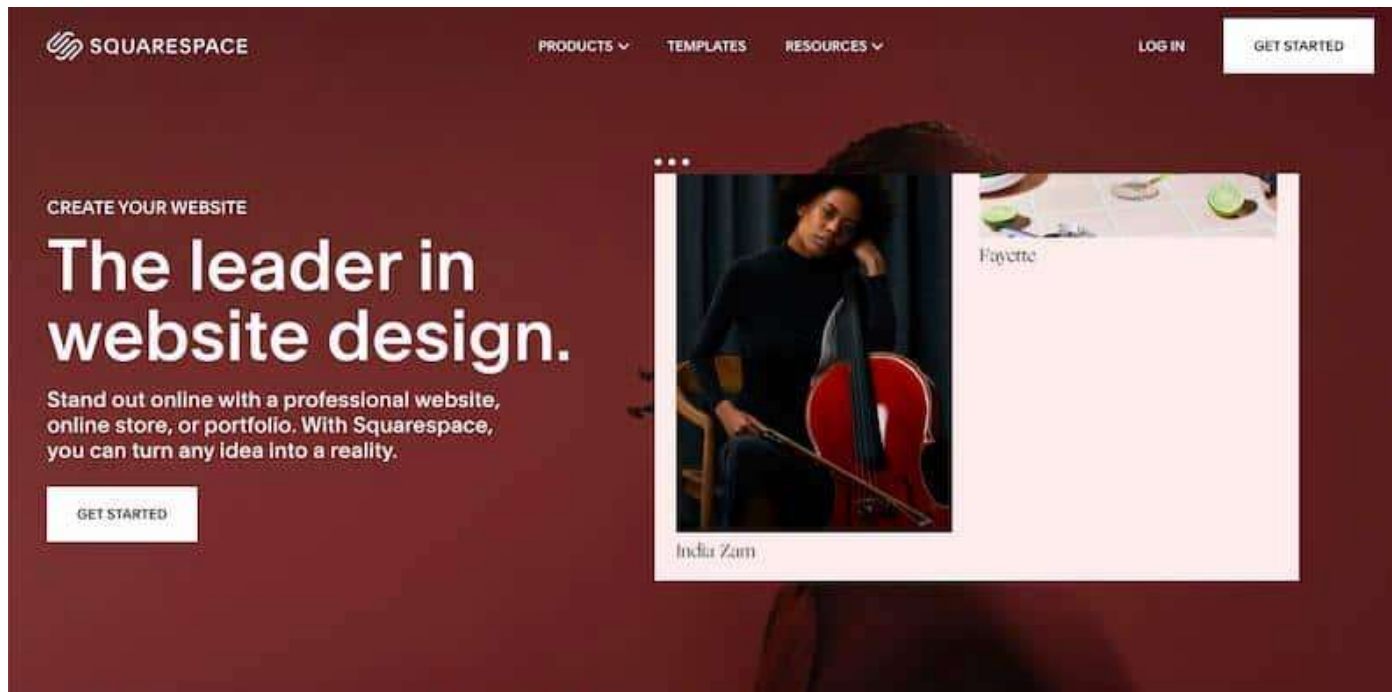 SQUARESPACE
PRODUCTS
TEMPLATES
RESOURCES
LOG IN
GET STARTED
CREATE YOUR WEBSITE
The leader in
website design.
Stand out online with a professional website,
online store, or portfolio. With Squarespace,
you can turn any idea into a reality.
GET STARTED
Fayette
India Zam